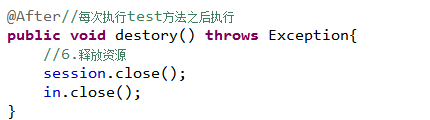 @After//每次执行test方法之后执行
public void destory() throws Exception{
    //6.释放资源
    session.close();
    in.close();
}